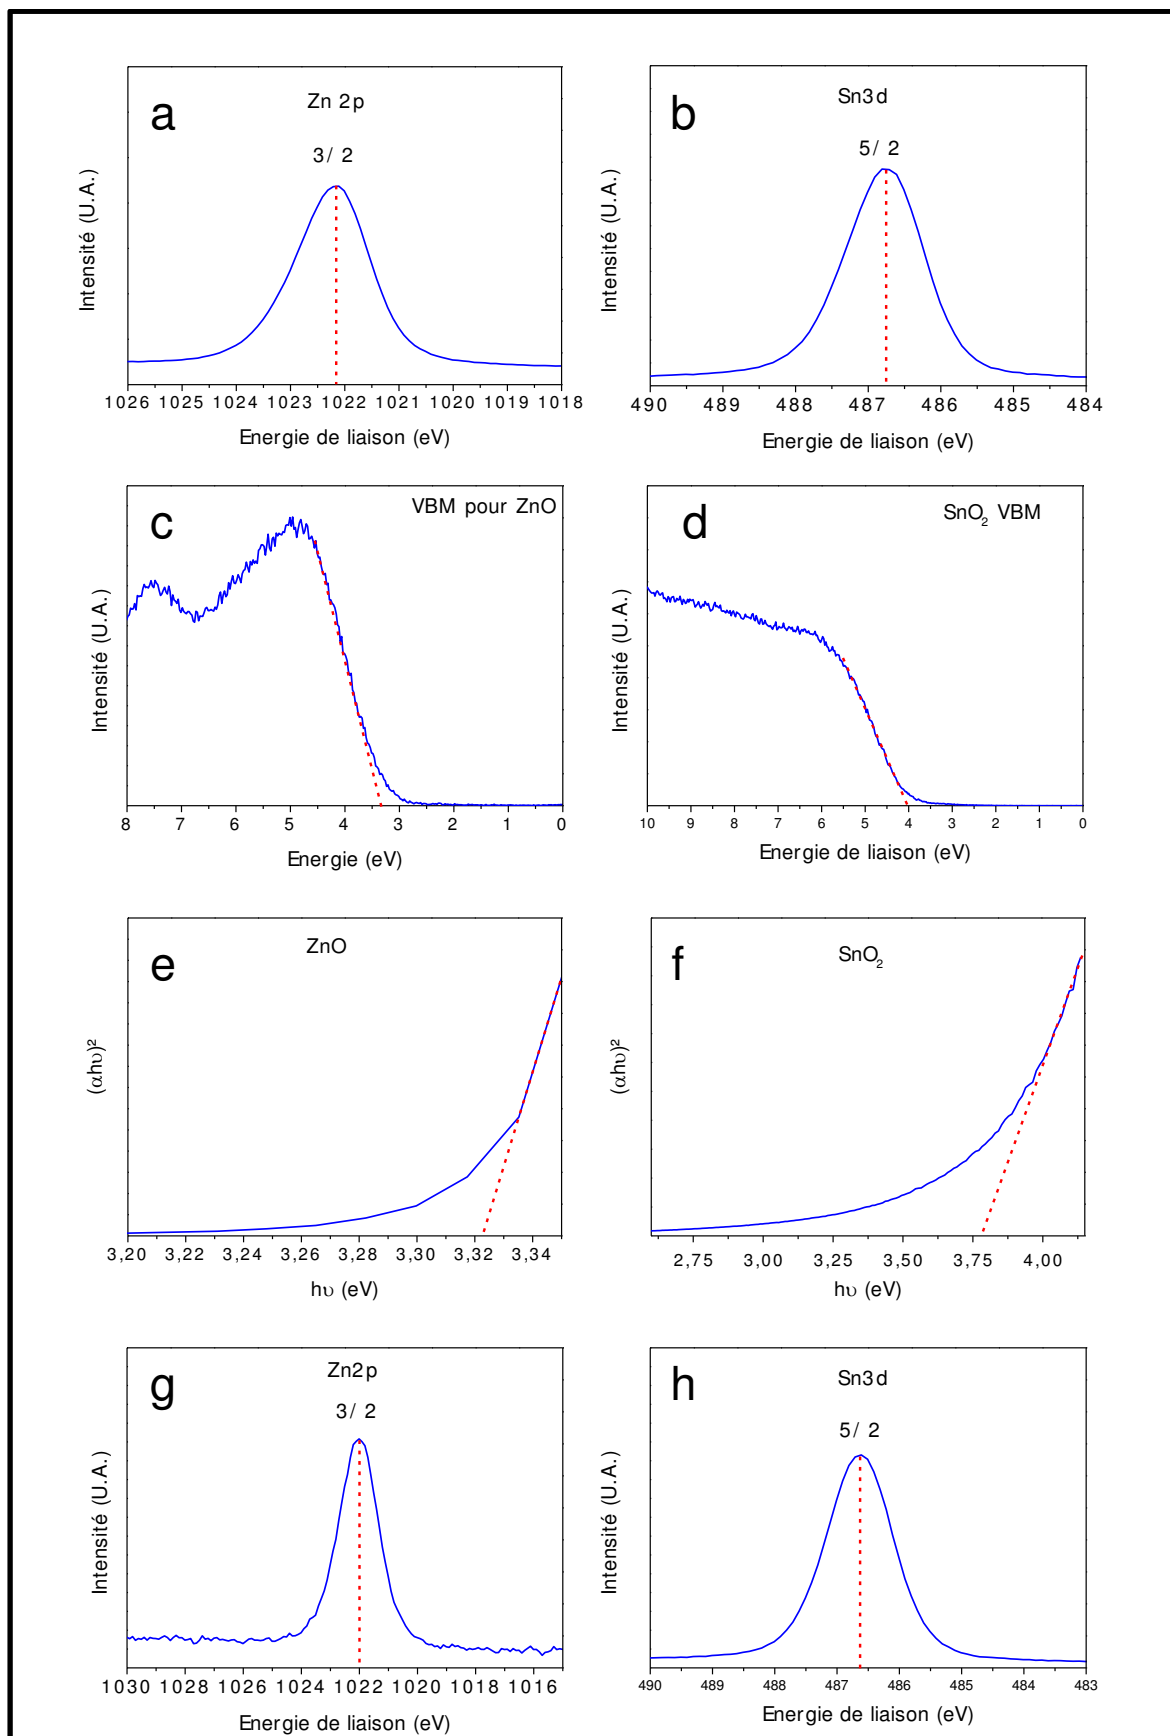 a
Zn 2p
3/ 2
Intensité (U.A.)
1026 1025 1024 1023 1022 1021 1020 1019 1018
Energie de liaison (eV)
b
Sn3d
5/ 2
Intensité (U.A.)
490 489 488 487 486 485 484
Energie de liaison (eV)
c
VBM pour ZnO
Intensité (U.A.)
8 7 6 5 4 3 2 1 0
Energie (eV)
d
SnO₂ VBM
Intensité (U.A.)
10 9 8 7 6 5 4 3 2 1 0
Energie de liaison (eV)
e
ZnO
(αhυ)²
3,20 3,22 3,24 3,26 3,28 3,30 3,32 3,34
hυ (eV)
f
SnO₂
(αhυ)²
2,75 3,00 3,25 3,50 3,75 4,00
hυ (eV)
g
Zn2p
3/ 2
Intensité (U.A.)
1030 1028 1026 1024 1022 1020 1018 1016
Energie de liaison (eV)
h
Sn3d
5/ 2
Intensité (U.A.)
490 489 488 487 486 485 484 483
Energie de liaison (eV)